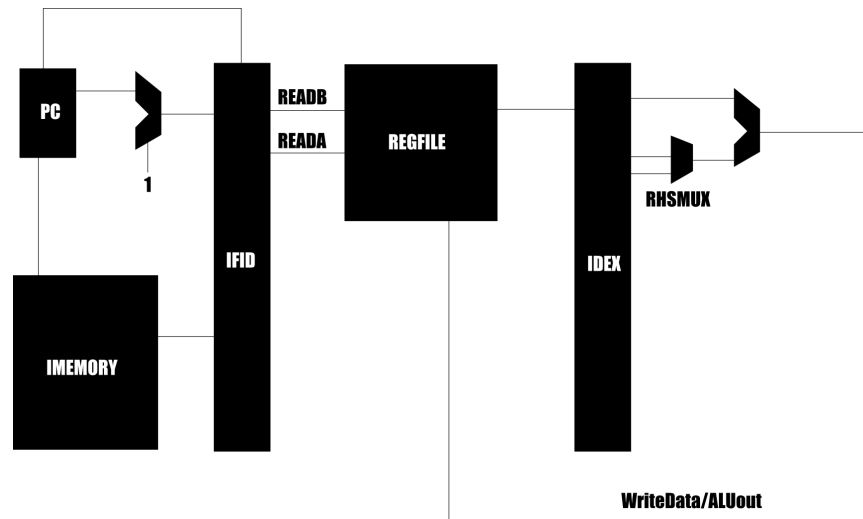 PC
1
READB
READA
REGFILE
RHSMUX
IFID
IDEX
IMEMORY
WriteData/ALUout